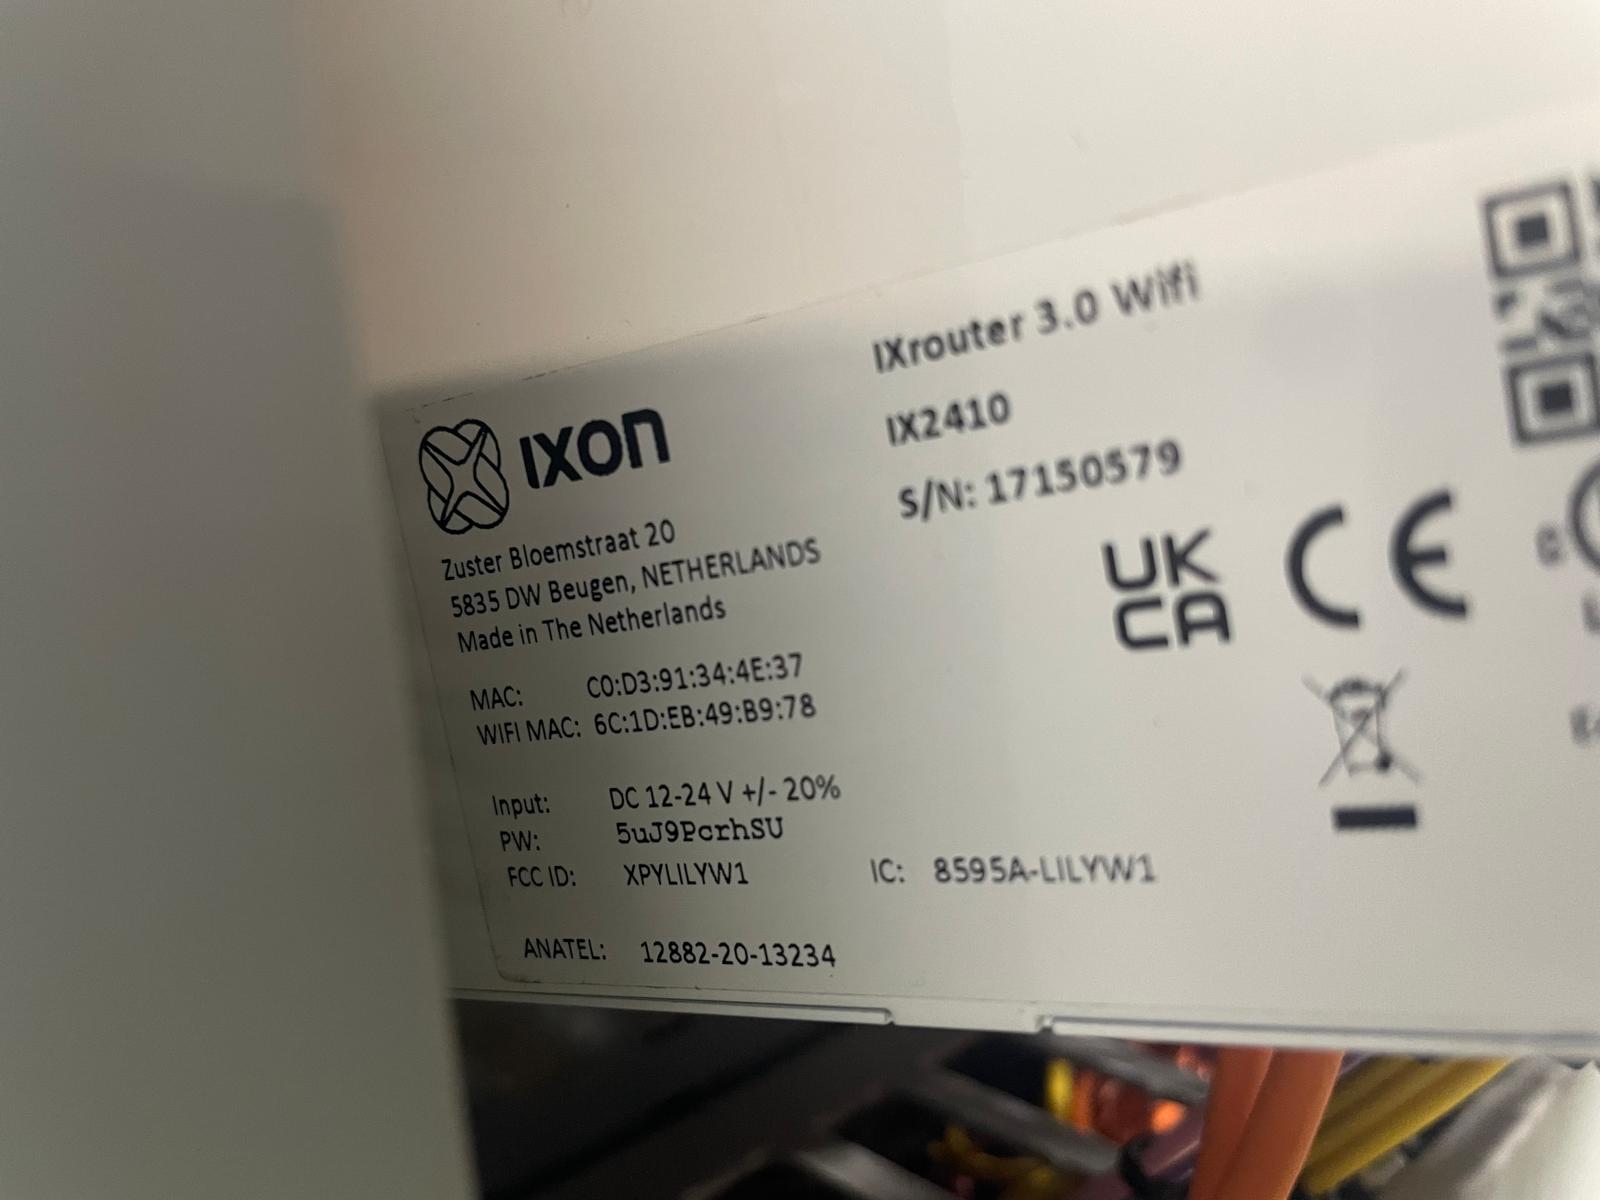 IXON
Zuster Bloemstraat 20
5835 DW Beugen, NETHERLANDS
Made in The Netherlands
MAC: C0:D3:91:34:4E:37
WIFI MAC: 6C:1D:EB:49:B9:78
Input: DC 12-24 V +/- 20%
PW: 5uJ9PcrhSU
FCC ID: XPYLILYW1
IC: 8595A-LILYW1
ANATEL: 12882-20-13234
IXrouter 3.0 Wifi
IX2410
S/N: 17150579
UK
CA
CE